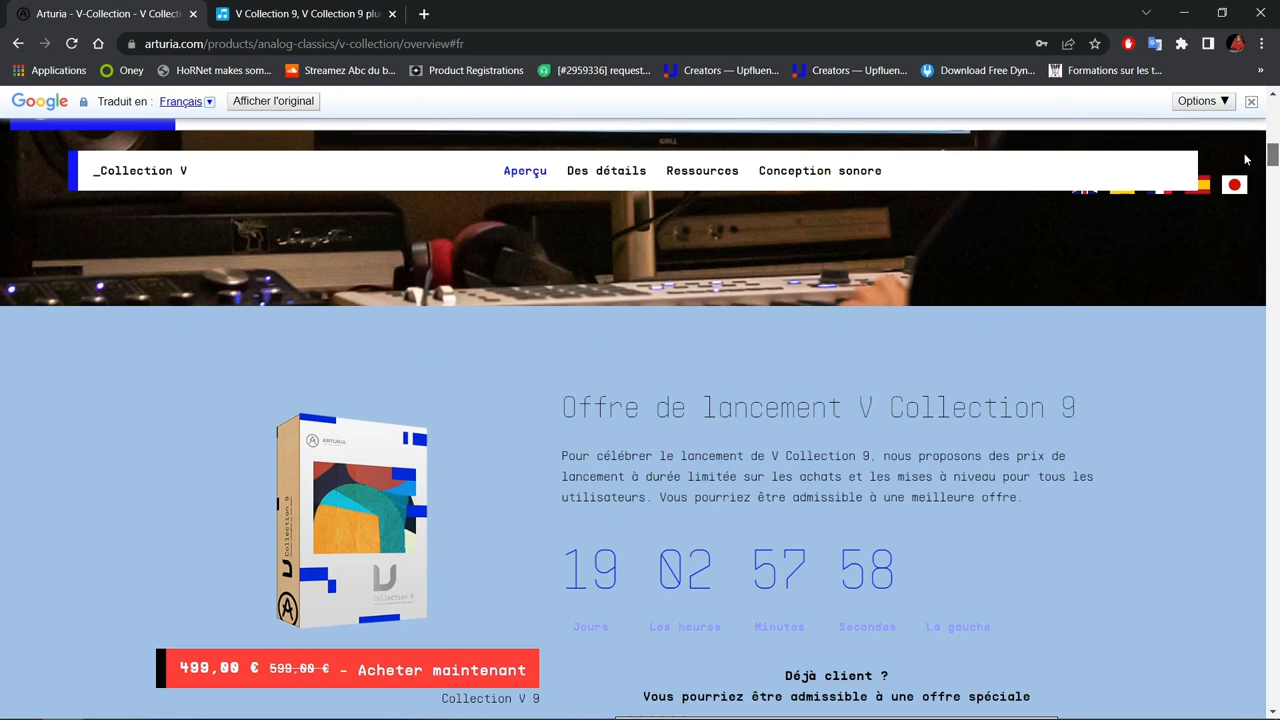 Arturia - V-Collection - V Collecti
V Collection 9, V Collection 9 plu
arturia.com/products/analog-classics/v-collection/overview#fr
Applications
Oney
HoRNet makes som...
Streamez Abc du b...
Product Registrations
[#2959336] request...
Creators — Upfluen...
Creators — Upfluen...
Download Free Dyn...
Formations sur les t...
»
Google
Traduit en : Français
Afficher l'original
Options ▼
_Collection V
Aperçu
Des détails
Ressources
Conception sonore
Offre de lancement V Collection 9
Pour célébrer le lancement de V Collection 9, nous proposons des prix de
lancement à durée limitée sur les achats et les mises à niveau pour tous les
utilisateurs. Vous pourriez être admissible à une meilleure offre.
ARTURIA
V Collection 9
19 02 57 58
Jours
Les heures
Minutes
Secondes
La gauche
499,00 € 599,00 € - Acheter maintenant
Collection V 9
Déjà client ?
Vous pourriez être admissible à une offre spéciale